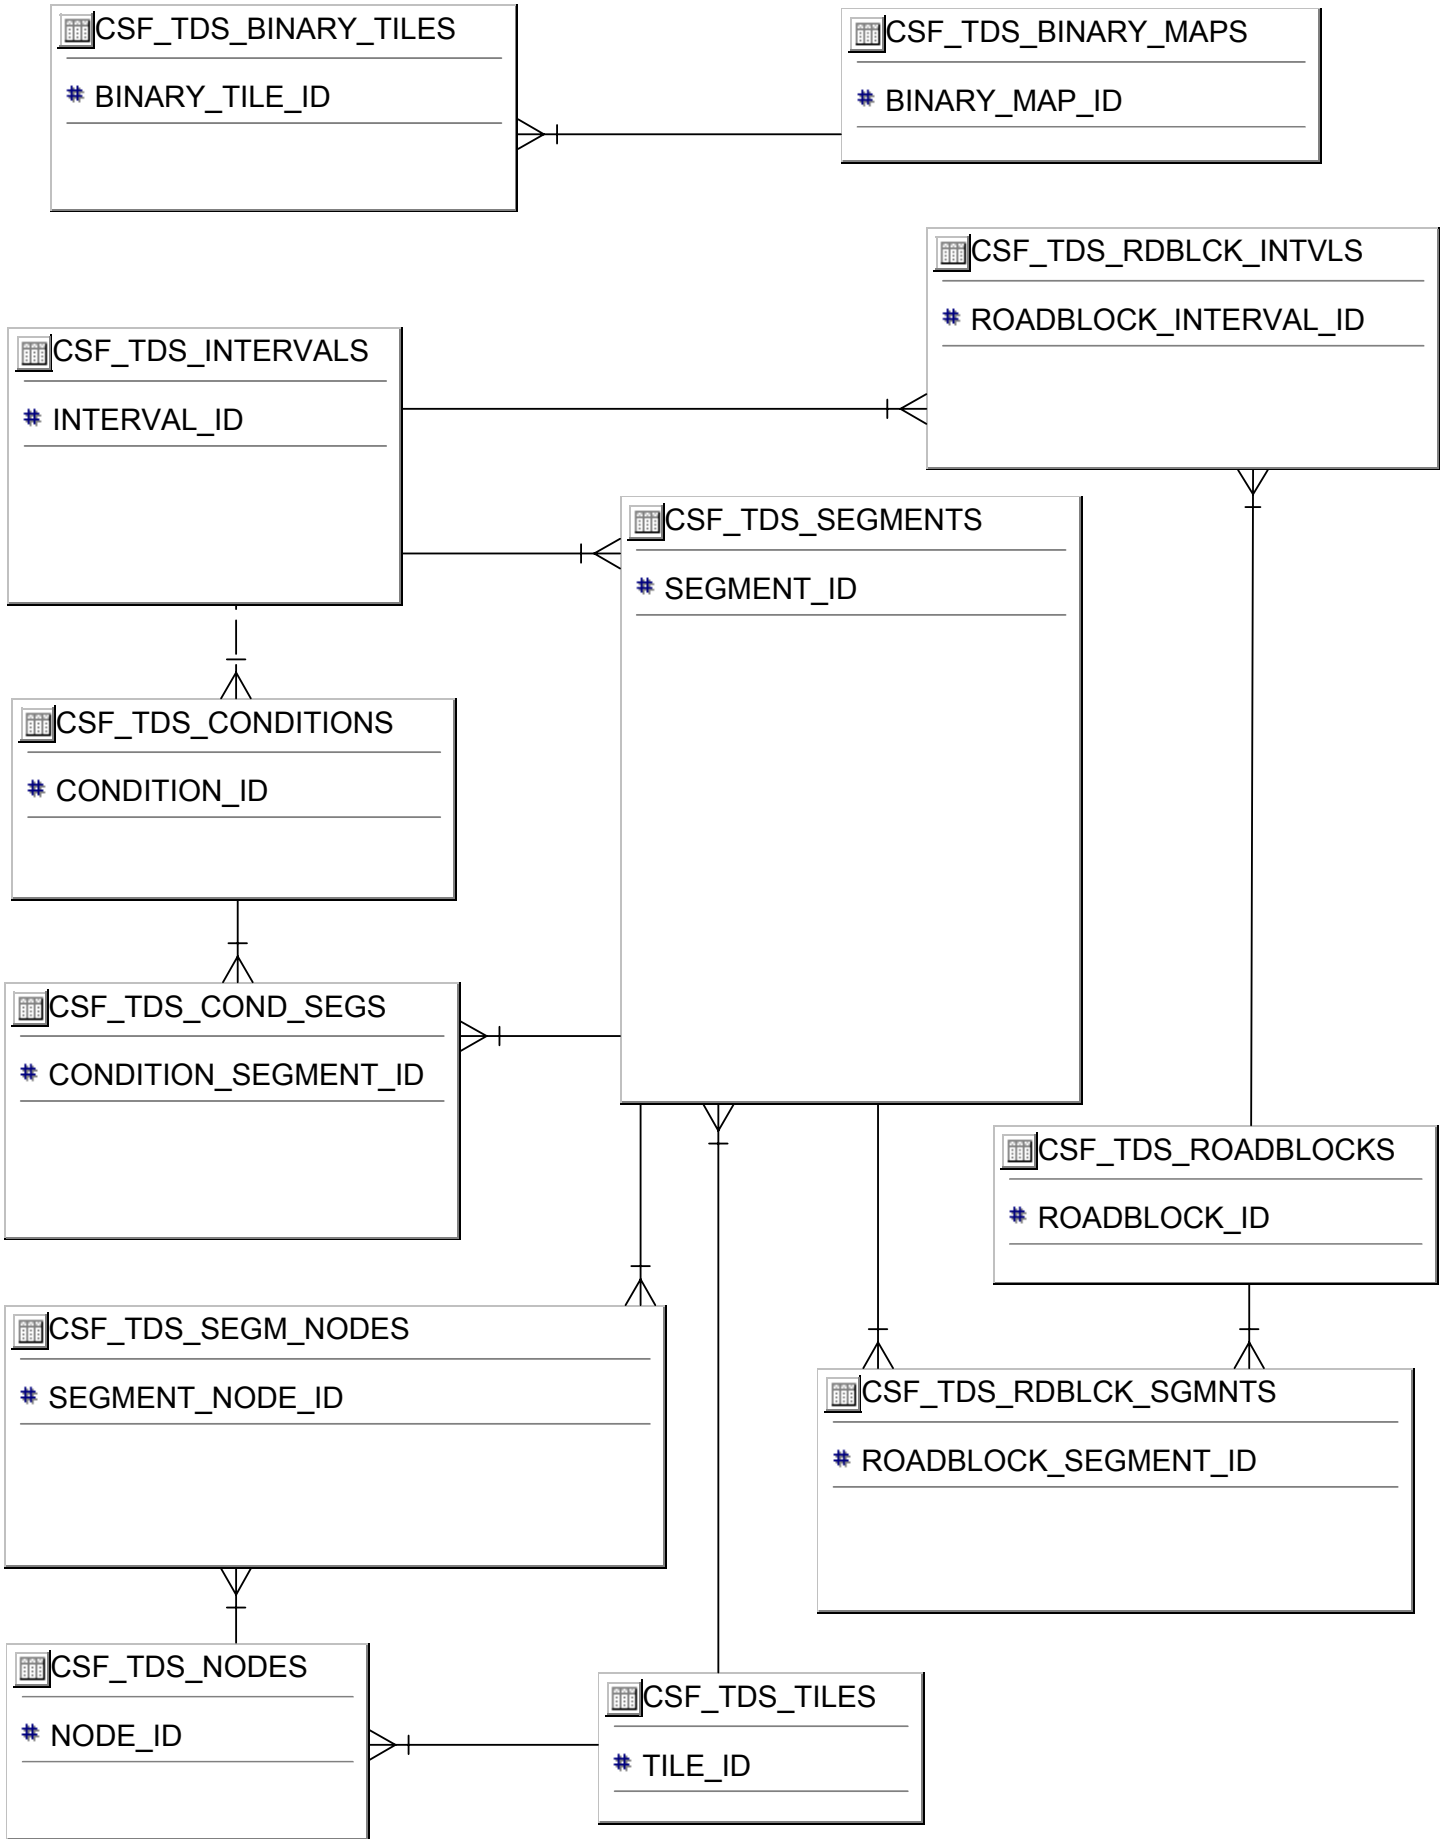 CSF_TDS_BINARY_TILES
# BINARY_TILE_ID
CSF_TDS_BINARY_MAPS
# BINARY_MAP_ID
CSF_TDS_RDBLCK_INTVLS
# ROADBLOCK_INTERVAL_ID
CSF_TDS_INTERVALS
# INTERVAL_ID
CSF_TDS_SEGMENTS
# SEGMENT_ID
CSF_TDS_CONDITIONS
# CONDITION_ID
CSF_TDS_COND_SEGS
# CONDITION_SEGMENT_ID
CSF_TDS_ROADBLOCKS
# ROADBLOCK_ID
CSF_TDS_SEGM_NODES
# SEGMENT_NODE_ID
CSF_TDS_RDBLCK_SGMNTS
# ROADBLOCK_SEGMENT_ID
CSF_TDS_NODES
# NODE_ID
CSF_TDS_TILES
# TILE_ID